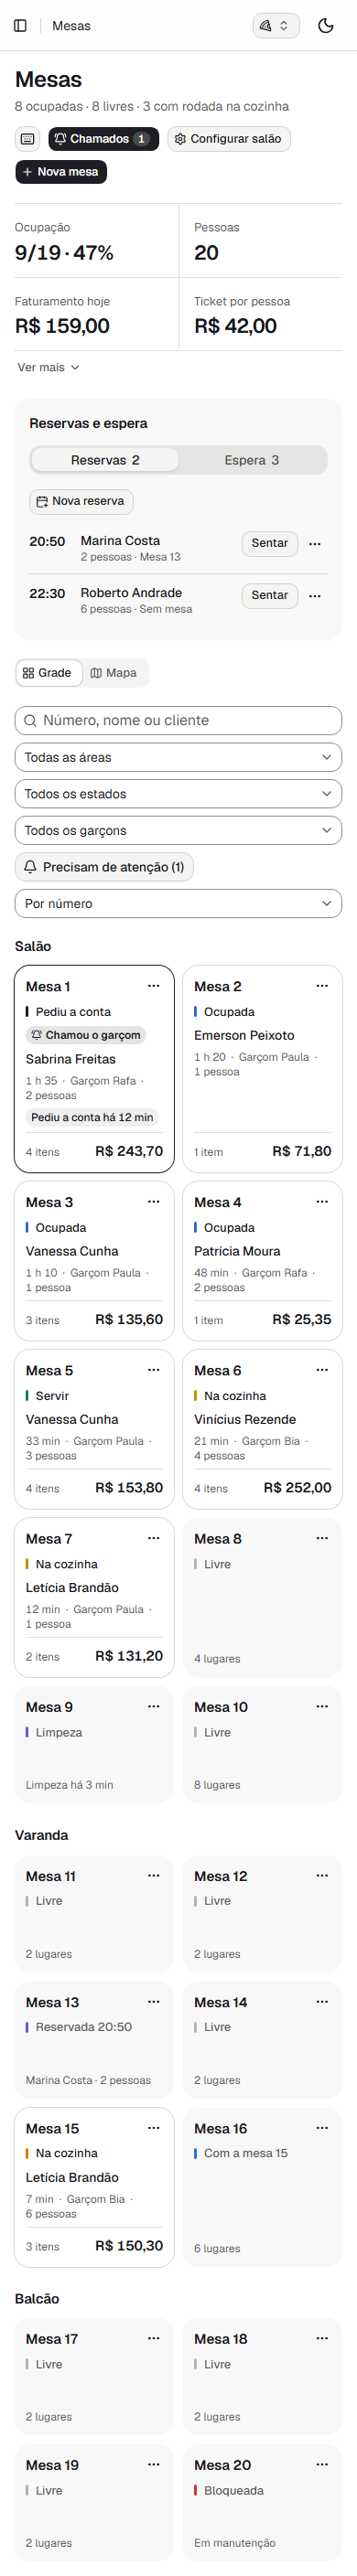 Mesas
Mesas
8 ocupadas · 8 livres · 3 com rodada na cozinha
Chamados 1
Configurar salão
+ Nova mesa
Ocupação
Pessoas
9/19 · 47%
20
Faturamento hoje
Ticket por pessoa
R$ 159,00
R$ 42,00
Ver mais
Reservas e espera
Reservas 2
Espera 3
Nova reserva
20:50
Marina Costa
2 pessoas · Mesa 13
Sentar
22:30
Roberto Andrade
6 pessoas · Sem mesa
Sentar
Grade
Mapa
Número, nome ou cliente
Todas as áreas
Todos os estados
Todos os garçons
Precisam de atenção (1)
Por número
Salão
Mesa 1
Pediu a conta
Chamou o garçom
Sabrina Freitas
1 h 35 · Garçom Rafa ·
2 pessoas
Pediu a conta há 12 min
4 itens
R$ 243,70
Mesa 2
Ocupada
Emerson Peixoto
1 h 20 · Garçom Paula ·
1 pessoa
1 item
R$ 71,80
Mesa 3
Ocupada
Vanessa Cunha
1 h 10 · Garçom Paula ·
1 pessoa
3 itens
R$ 135,60
Mesa 4
Ocupada
Patrícia Moura
48 min · Garçom Rafa ·
2 pessoas
1 item
R$ 25,35
Mesa 5
Servir
Vanessa Cunha
33 min · Garçom Paula ·
3 pessoas
4 itens
R$ 153,80
Mesa 6
Na cozinha
Vinícius Rezende
21 min · Garçom Bia ·
4 pessoas
4 itens
R$ 252,00
Mesa 7
Na cozinha
Letícia Brandão
12 min · Garçom Paula ·
1 pessoa
2 itens
R$ 131,20
Mesa 8
Livre
4 lugares
Mesa 9
Limpeza
Limpeza há 3 min
Mesa 10
Livre
8 lugares
Varanda
Mesa 11
Livre
2 lugares
Mesa 12
Livre
2 lugares
Mesa 13
Reservada 20:50
Marina Costa · 2 pessoas
Mesa 14
Livre
2 lugares
Mesa 15
Na cozinha
Letícia Brandão
7 min · Garçom Bia ·
6 pessoas
3 itens
R$ 150,30
Mesa 16
Com a mesa 15
6 lugares
Balcão
Mesa 17
Livre
2 lugares
Mesa 18
Livre
2 lugares
Mesa 19
Livre
2 lugares
Mesa 20
Bloqueada
Em manutenção